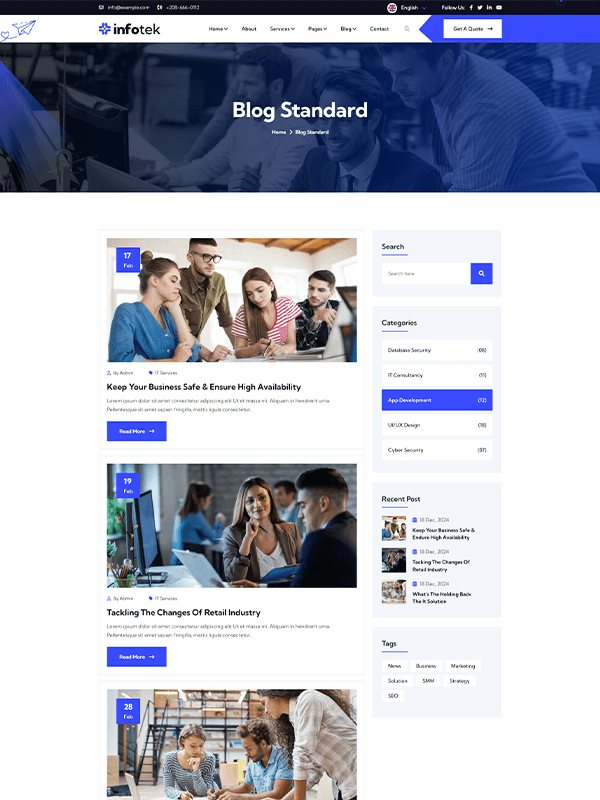 info@example.com +208-666-0112 English Follow Us:
infotek Home About Services Pages Blog Contact Get A Quote
Blog Standard
Home Blog Standard
17
Feb
By Admin IT Services
Keep Your Business Safe & Ensure High Availability
Lorem ipsum dolor sit amet consectetur adipiscing elit Ut et massa mi. Aliquam in hendrerit urna.
Pellentesque sit amet sapien fringilla, mattis ligula consectetur.
Read More
19
Feb
By Admin IT Services
Tackling The Changes Of Retail Industry
Lorem ipsum dolor sit amet consectetur adipiscing elit Ut et massa mi. Aliquam in hendrerit urna.
Pellentesque sit amet sapien fringilla, mattis ligula consectetur.
Read More
28
Feb
Search
Search here
Categories
Database Security (08)
IT Consultancy (11)
App Development (12)
UI/UX Design (18)
Cyber Security (07)
Recent Post
18 Dec, 2024
Keep Your Business Safe &
Endure High Availability
18 Dec, 2024
Tacking The Changes Of
Retail Industry
18 Dec, 2024
What's The Holding Back
The It Solution
Tags
News Business Marketing
Solution SMM Strategy
SEO